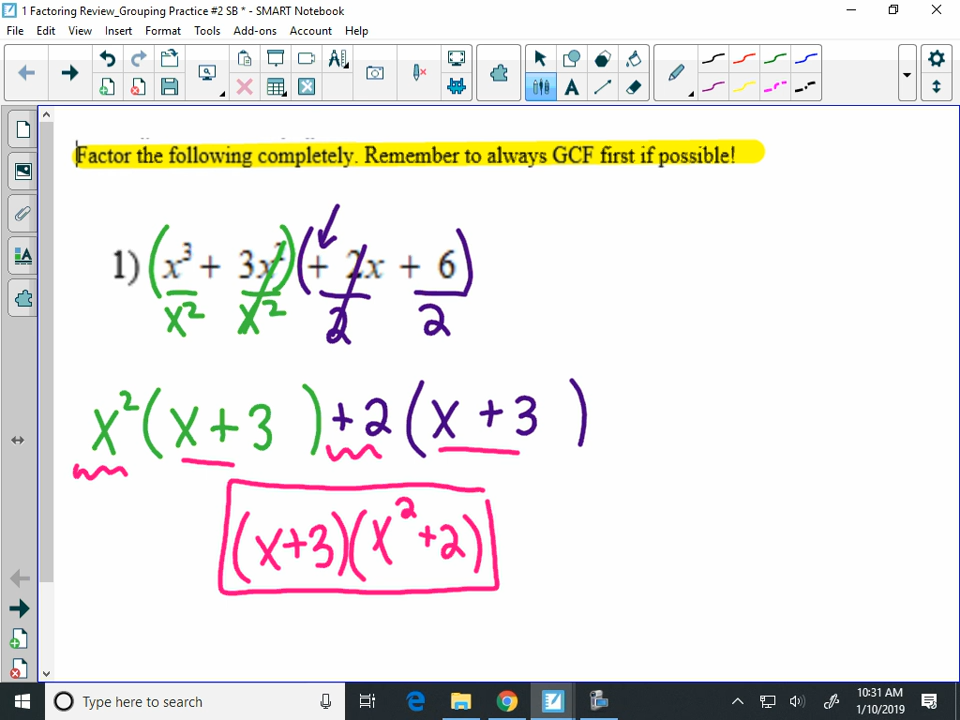 1 Factoring Review_Grouping Practice #2 SB * - SMART Notebook
File Edit View Insert Format Tools Add-ons Account Help
Factor the following completely. Remember to always GCF first if possible!
1) (x³ + 3x²) (+ 2x + 6)
x² x² 2 2
x² (x + 3 ) + 2 (x + 3 )
(x+3)(x²+2)
Type here to search
10:31 AM
1/10/2019